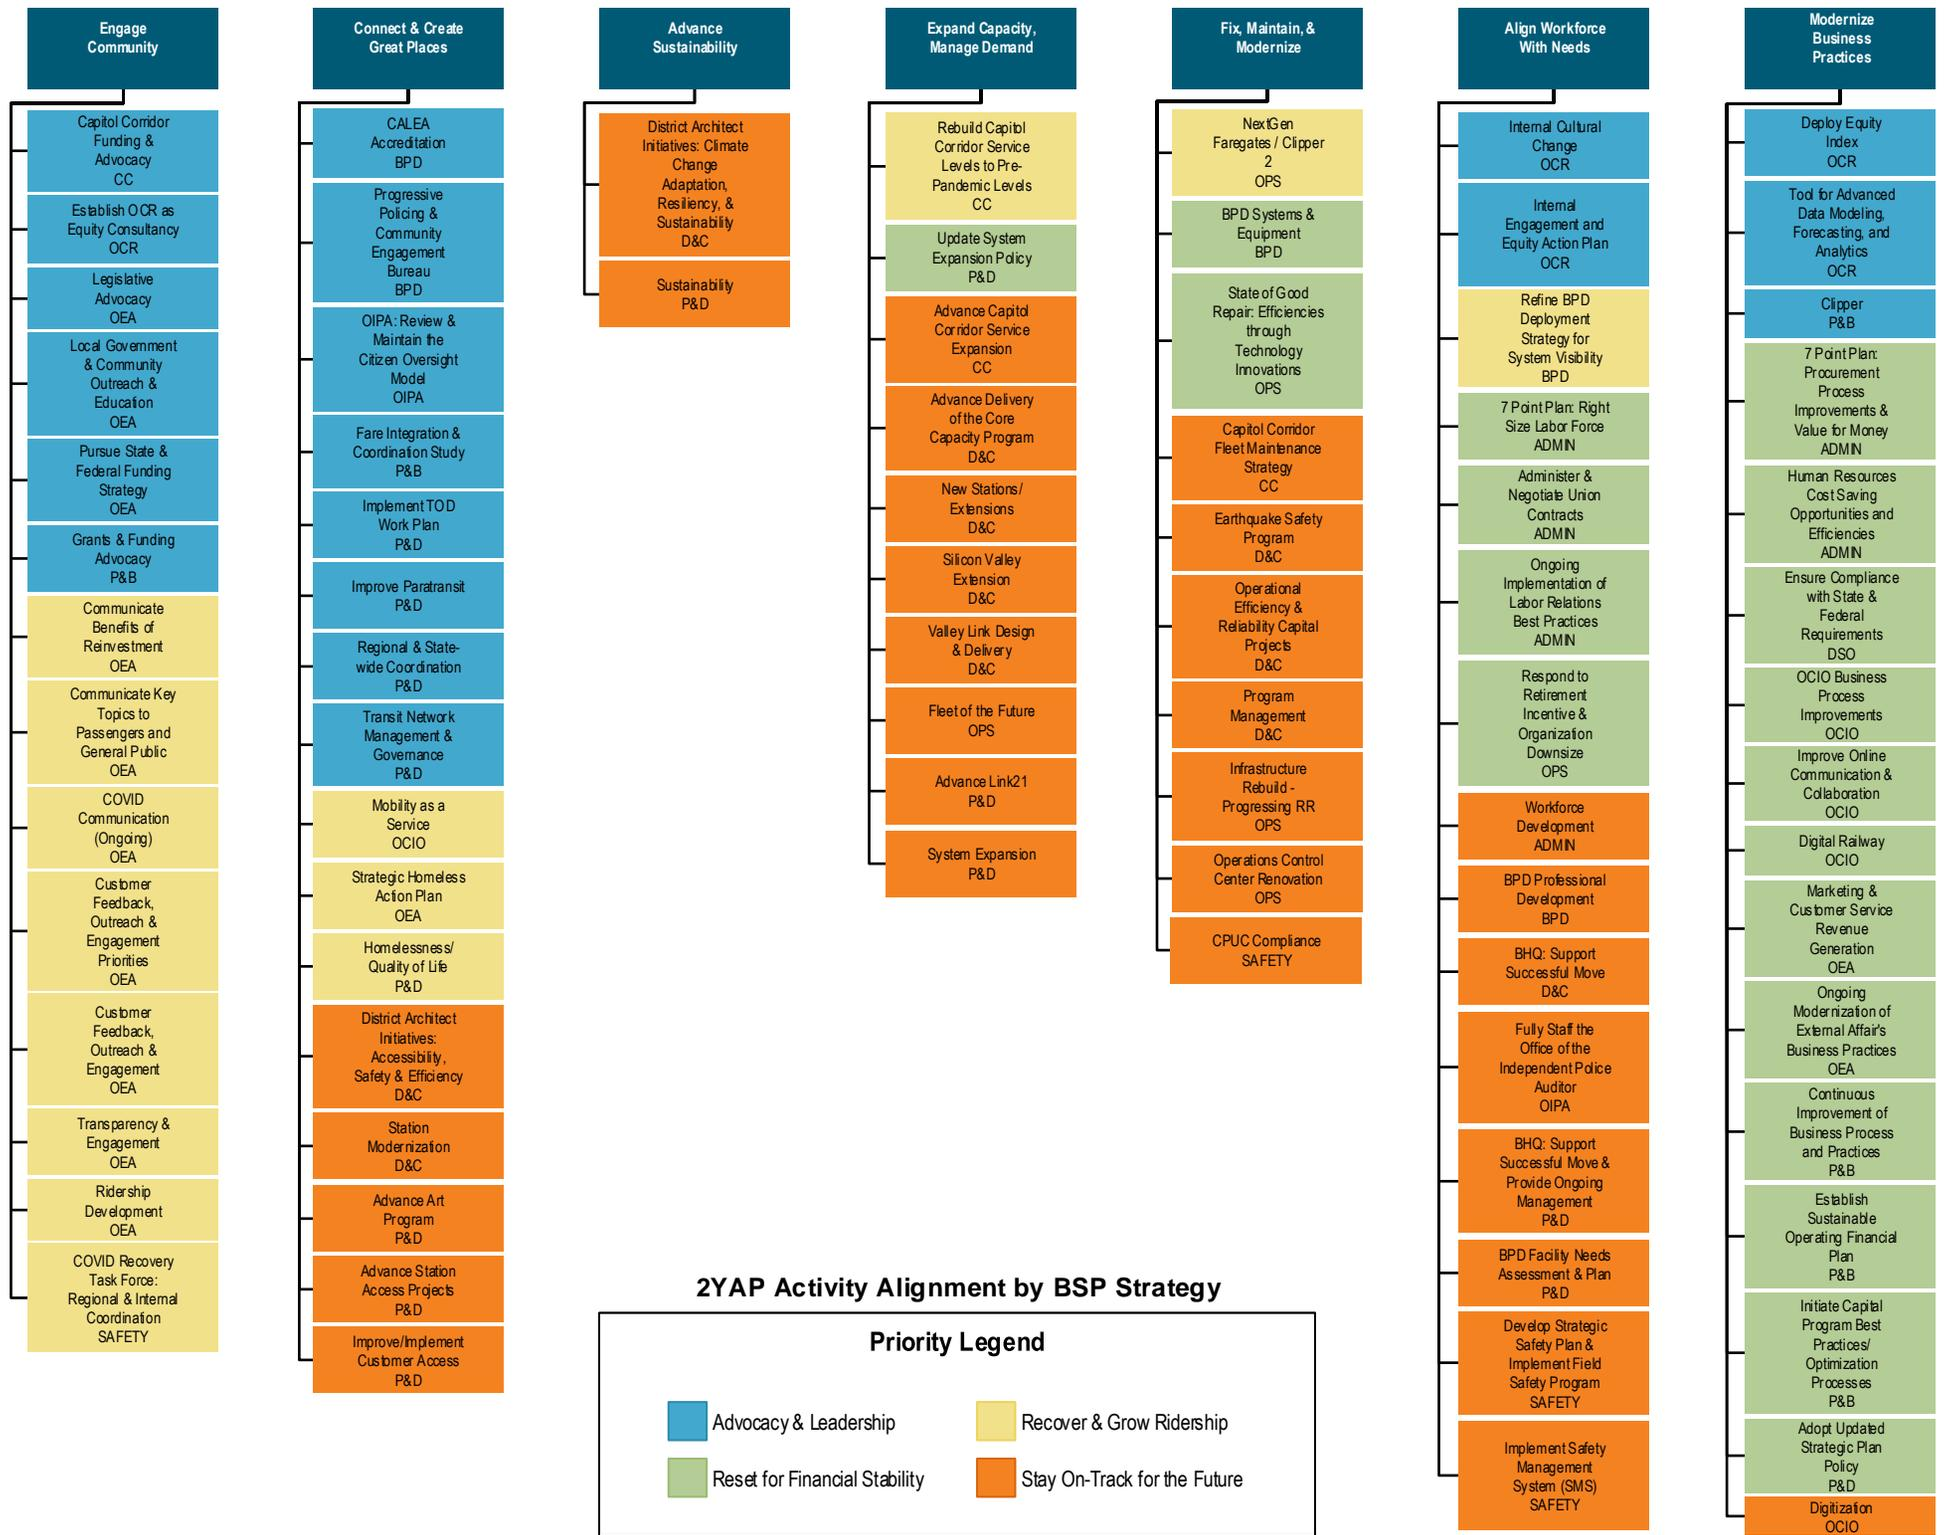 Engage
Community
Capitol Corridor
Funding &
Advocacy
CC
Establish OCR as
Equity Consultancy
OCR
Legislative
Advocacy
OEA
Local Government
& Community
Outreach &
Education
OEA
Pursue State &
Federal Funding
Strategy
OEA
Grants & Funding
Advocacy
P&B
Communicate
Benefits of
Reinvestment
OEA
Communicate Key
Topics to
Passengers and
General Public
OEA
COVID
Communication
(Ongoing)
OEA
Customer
Feedback,
Outreach &
Engagement
Priorities
OEA
Customer
Feedback,
Outreach &
Engagement
OEA
Transparency &
Engagement
OEA
Ridership
Development
OEA
COVID Recovery
Task Force:
Regional & Internal
Coordination
SAFETY
Connect & Create
Great Places
CALEA
Accreditation
BPD
Progressive
Policing &
Community
Engagement
Bureau
BPD
OIPA: Review &
Maintain the
Citizen Oversight
Model
OIPA
Fare Integration &
Coordination Study
P&B
Implement TOD
Work Plan
P&D
Improve Paratransit
P&D
Regional & State-
wide Coordination
P&D
Transit Network
Management &
Governance
P&D
Mobility as a
Service
OCIO
Strategic Homeless
Action Plan
OEA
Homelessness/
Quality of Life
P&D
District Architect
Initiatives:
Accessibility,
Safety & Efficiency
D&C
Station
Modernization
D&C
Advance Art
Program
P&D
Advance Station
Access Projects
P&D
Improve/Implement
Customer Access
P&D
Advance
Sustainability
District Architect
Initiatives: Climate
Change
Adaptation,
Resiliency, &
Sustainability
D&C
Sustainability
P&D
Expand Capacity,
Manage Demand
Rebuild Capitol
Corridor Service
Levels to Pre-
Pandemic Levels
CC
Update System
Expansion Policy
P&D
Advance Capitol
Corridor Service
Expansion
CC
Advance Delivery
of the Core
Capacity Program
D&C
New Stations/
Extensions
D&C
Silicon Valley
Extension
D&C
Valley Link Design
& Delivery
D&C
Fleet of the Future
OPS
Advance Link21
P&D
System Expansion
P&D
Fix, Maintain, &
Modernize
NextGen
Faregates / Clipper
2
OPS
BPD Systems &
Equipment
BPD
State of Good
Repair: Efficiencies
through
Technology
Innovations
OPS
Capitol Corridor
Fleet Maintenance
Strategy
CC
Earthquake Safety
Program
D&C
Operational
Efficiency &
Reliability Capital
Projects
D&C
Program
Management
D&C
Infrastructure
Rebuild -
Progressing RR
OPS
Operations Control
Center Renovation
OPS
CPUC Compliance
SAFETY
Align Workforce
With Needs
Internal Cultural
Change
OCR
Internal
Engagement and
Equity Action Plan
OCR
Refine BPD
Deployment
Strategy for
System Visibility
BPD
7 Point Plan: Right
Size Labor Force
ADMIN
Administer &
Negotiate Union
Contracts
ADMIN
Ongoing
Implementation of
Labor Relations
Best Practices
ADMIN
Respond to
Retirement
Incentive &
Organization
Downsize
OPS
Workforce
Development
ADMIN
BPD Professional
Development
BPD
BHQ: Support
Successful Move
D&C
Fully Staff the
Office of the
Independent Police
Auditor
OIPA
BHQ: Support
Successful Move &
Provide Ongoing
Management
P&D
BPD Facility Needs
Assessment & Plan
P&D
Develop Strategic
Safety Plan &
Implement Field
Safety Program
SAFETY
Implement Safety
Management
System (SMS)
SAFETY
Modernize
Business
Practices
Deploy Equity
Index
OCR
Tool for Advanced
Data Modeling,
Forecasting, and
Analytics
OCR
Clipper
P&B
7 Point Plan:
Procurement
Process
Improvements &
Value for Money
ADMIN
Human Resources
Cost Saving
Opportunities and
Efficiencies
ADMIN
Ensure Compliance
with State &
Federal
Requirements
DSO
OCIO Business
Process
Improvements
OCIO
Improve Online
Communication &
Collaboration
OCIO
Digital Railway
OCIO
Marketing &
Customer Service
Revenue
Generation
OEA
Ongoing
Modernization of
External Affair's
Business Practices
OEA
Continuous
Improvement of
Business Process
and Practices
P&B
Establish
Sustainable
Operating Financial
Plan
P&B
Initiate Capital
Program Best
Practices/
Optimization
Processes
P&B
Adopt Updated
Strategic Plan
Policy
P&D
Digitization
OCIO
2YAP Activity Alignment by BSP Strategy
Priority Legend
Advocacy & Leadership
Recover & Grow Ridership
Reset for Financial Stability
Stay On-Track for the Future